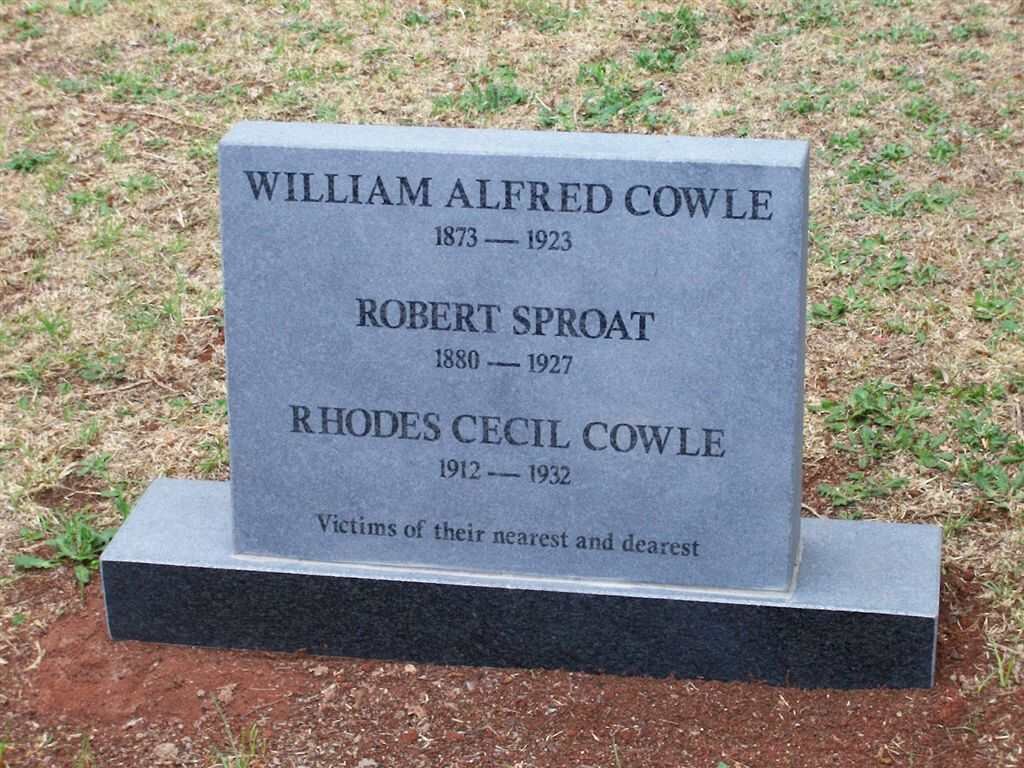 WILLIAM ALFRED COWLE
1873 — 1923
ROBERT SPROAT
1880 — 1927
RHODES CECIL COWLE
1912 — 1932
Victims of their nearest and dearest